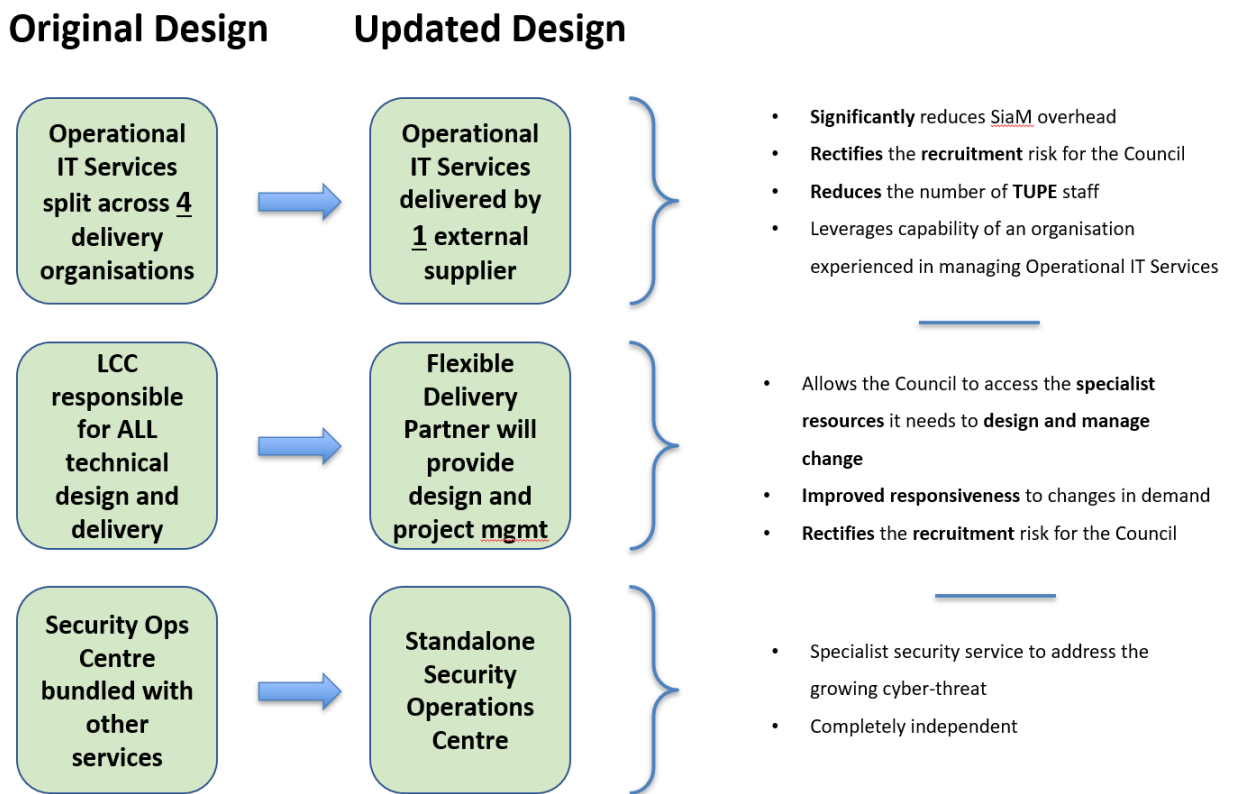 Original Design
Updated Design
Operational
IT Services
split across 4
delivery
organisations
Operational
IT Services
delivered by
1 external
supplier
• Significantly reduces SiaM overhead
• Rectifies the recruitment risk for the Council
• Reduces the number of TUPE staff
• Leverages capability of an organisation
experienced in managing Operational IT Services
LCC
responsible
for ALL
technical
design and
delivery
Flexible
Delivery
Partner will
provide
design and
project mgmt
• Allows the Council to access the specialist
resources it needs to design and manage
change
• Improved responsiveness to changes in demand
• Rectifies the recruitment risk for the Council
Security Ops
Centre
bundled with
other
services
Standalone
Security
Operations
Centre
• Specialist security service to address the
growing cyber-threat
• Completely independent